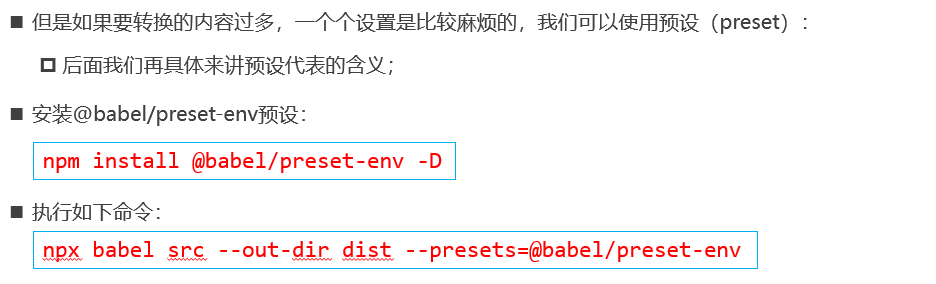 ■ 但是如果要转换的内容过多，一个个设置是比较麻烦的，我们可以使用预设（preset）：
后面我们再具体来讲预设代表的含义；
■ 安装@babel/preset-env预设：
npm install @babel/preset-env -D
■ 执行如下命令：
npx babel src --out-dir dist --presets=@babel/preset-env